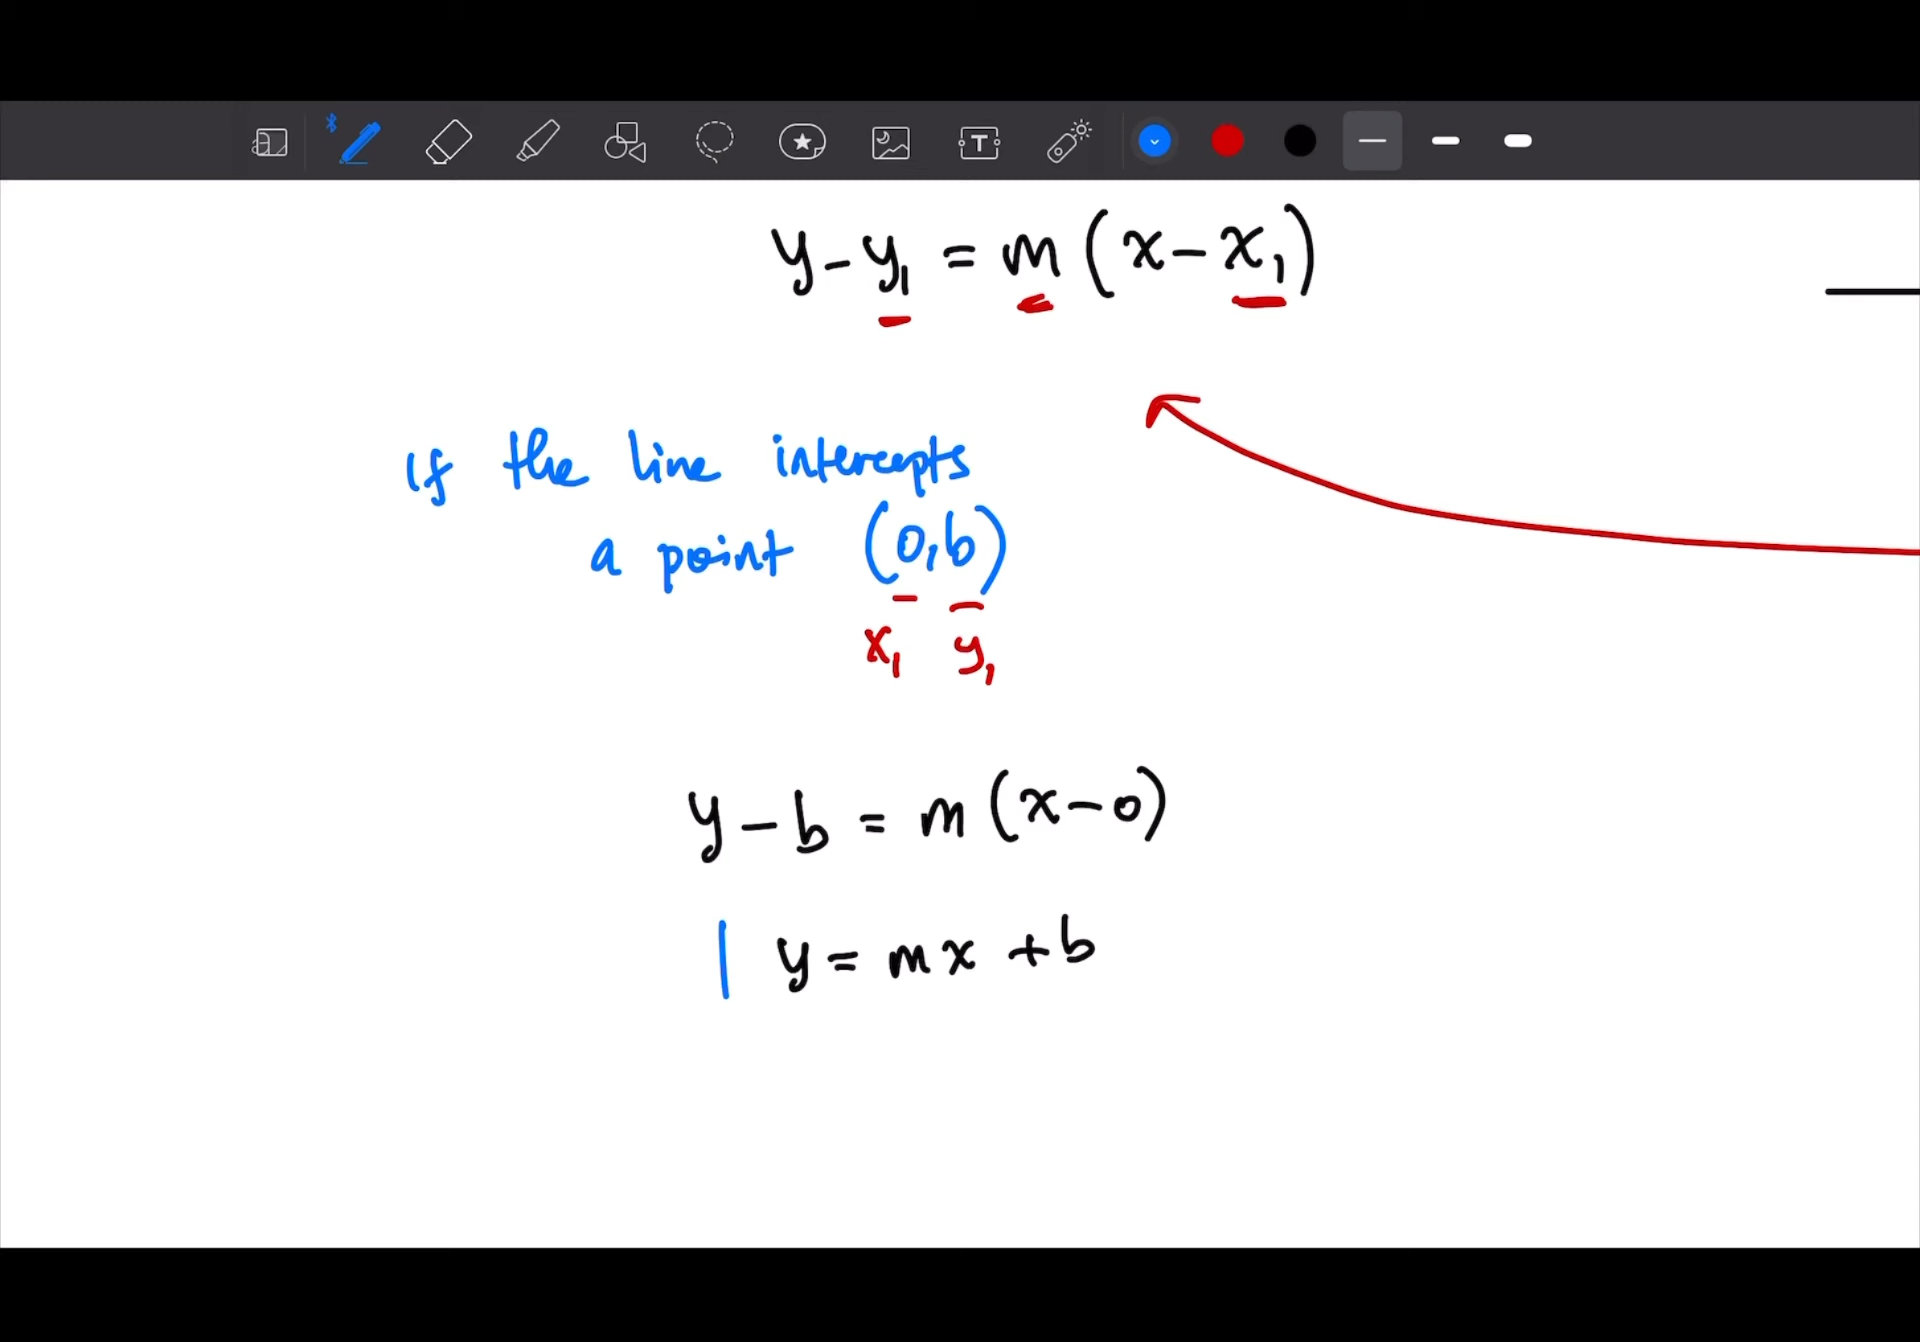 y - y₁ = m (x - x₁)
If the line intercepts
a point (0,b)
x₁ y₁
y - b = m (x - 0)
y = mx + b